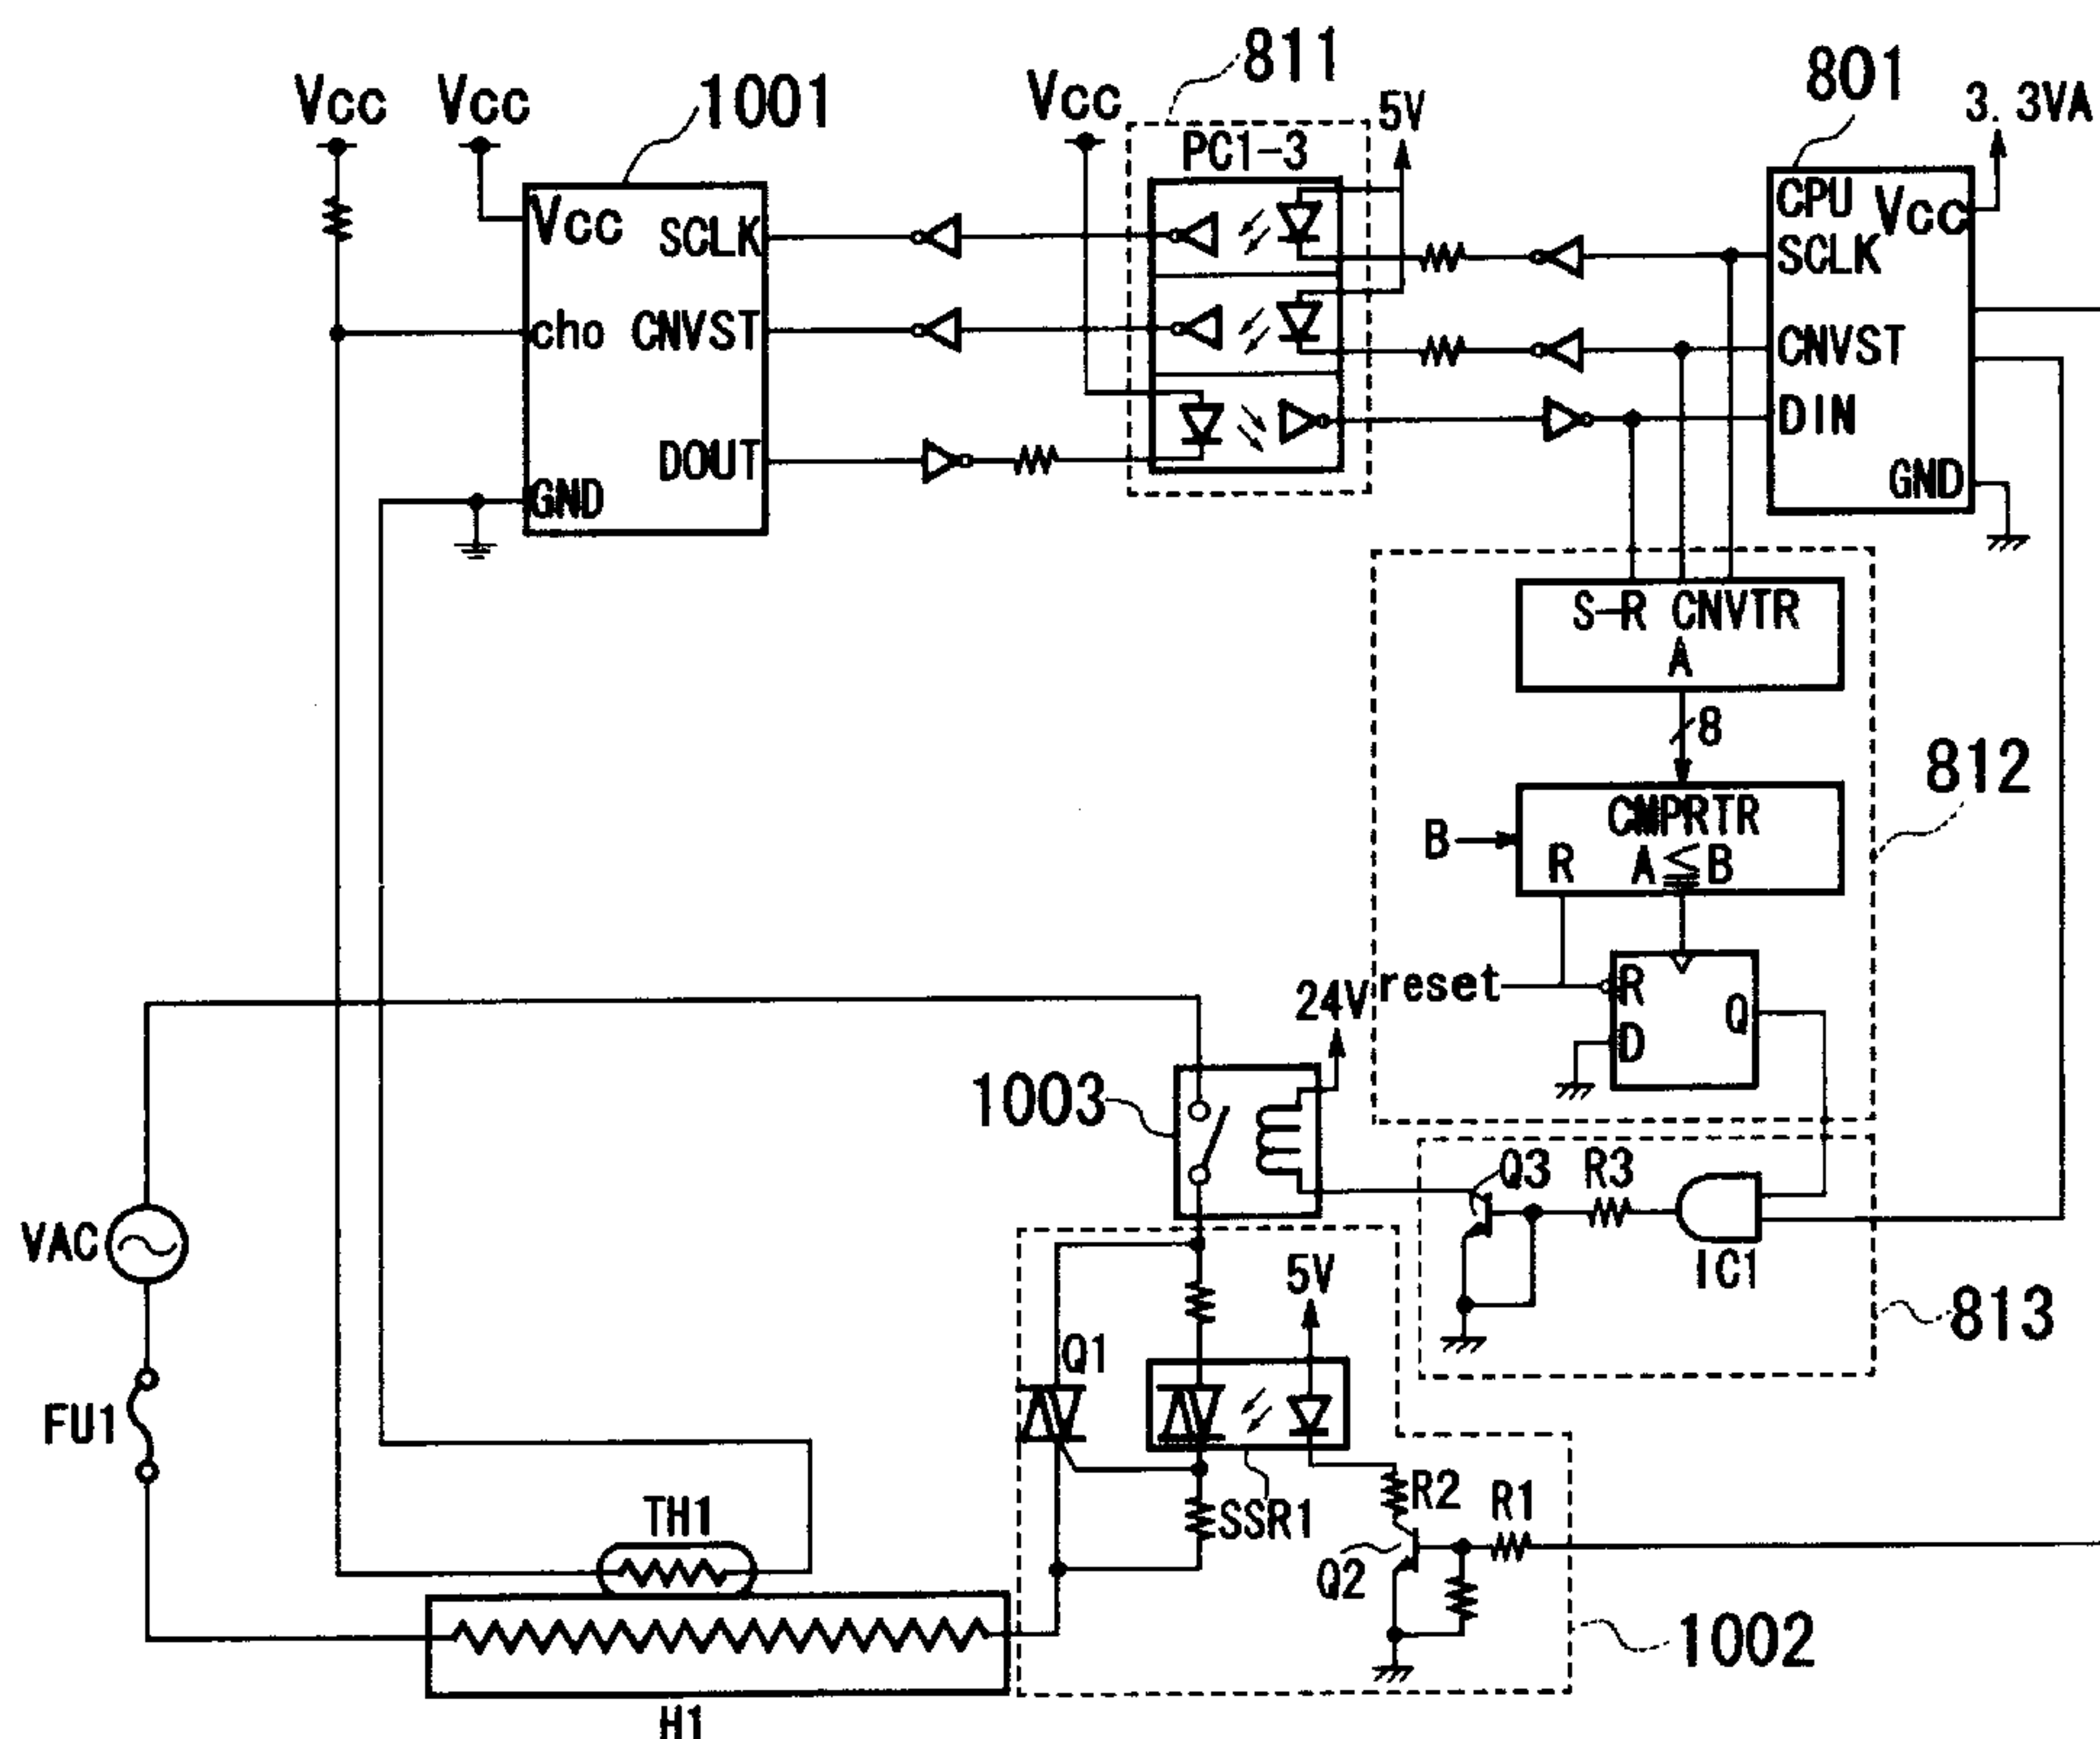 811
801
Vcc
Vcc
1001
Vcc
5V
3.3VA
PC1-3
Vcc
SCLK
cho
CNVST
DOUT
GND
CPU
Vcc
SCLK
CNVST
DIN
GND
S-R CNVTR
A
8
812
B
CMPRTR
R
A≦B
reset
R
D
Q
24V
1003
Q3
R3
IC1
813
VAC
FU1
5V
Q1
SSR1
R2
R1
Q2
TH1
1002
H1